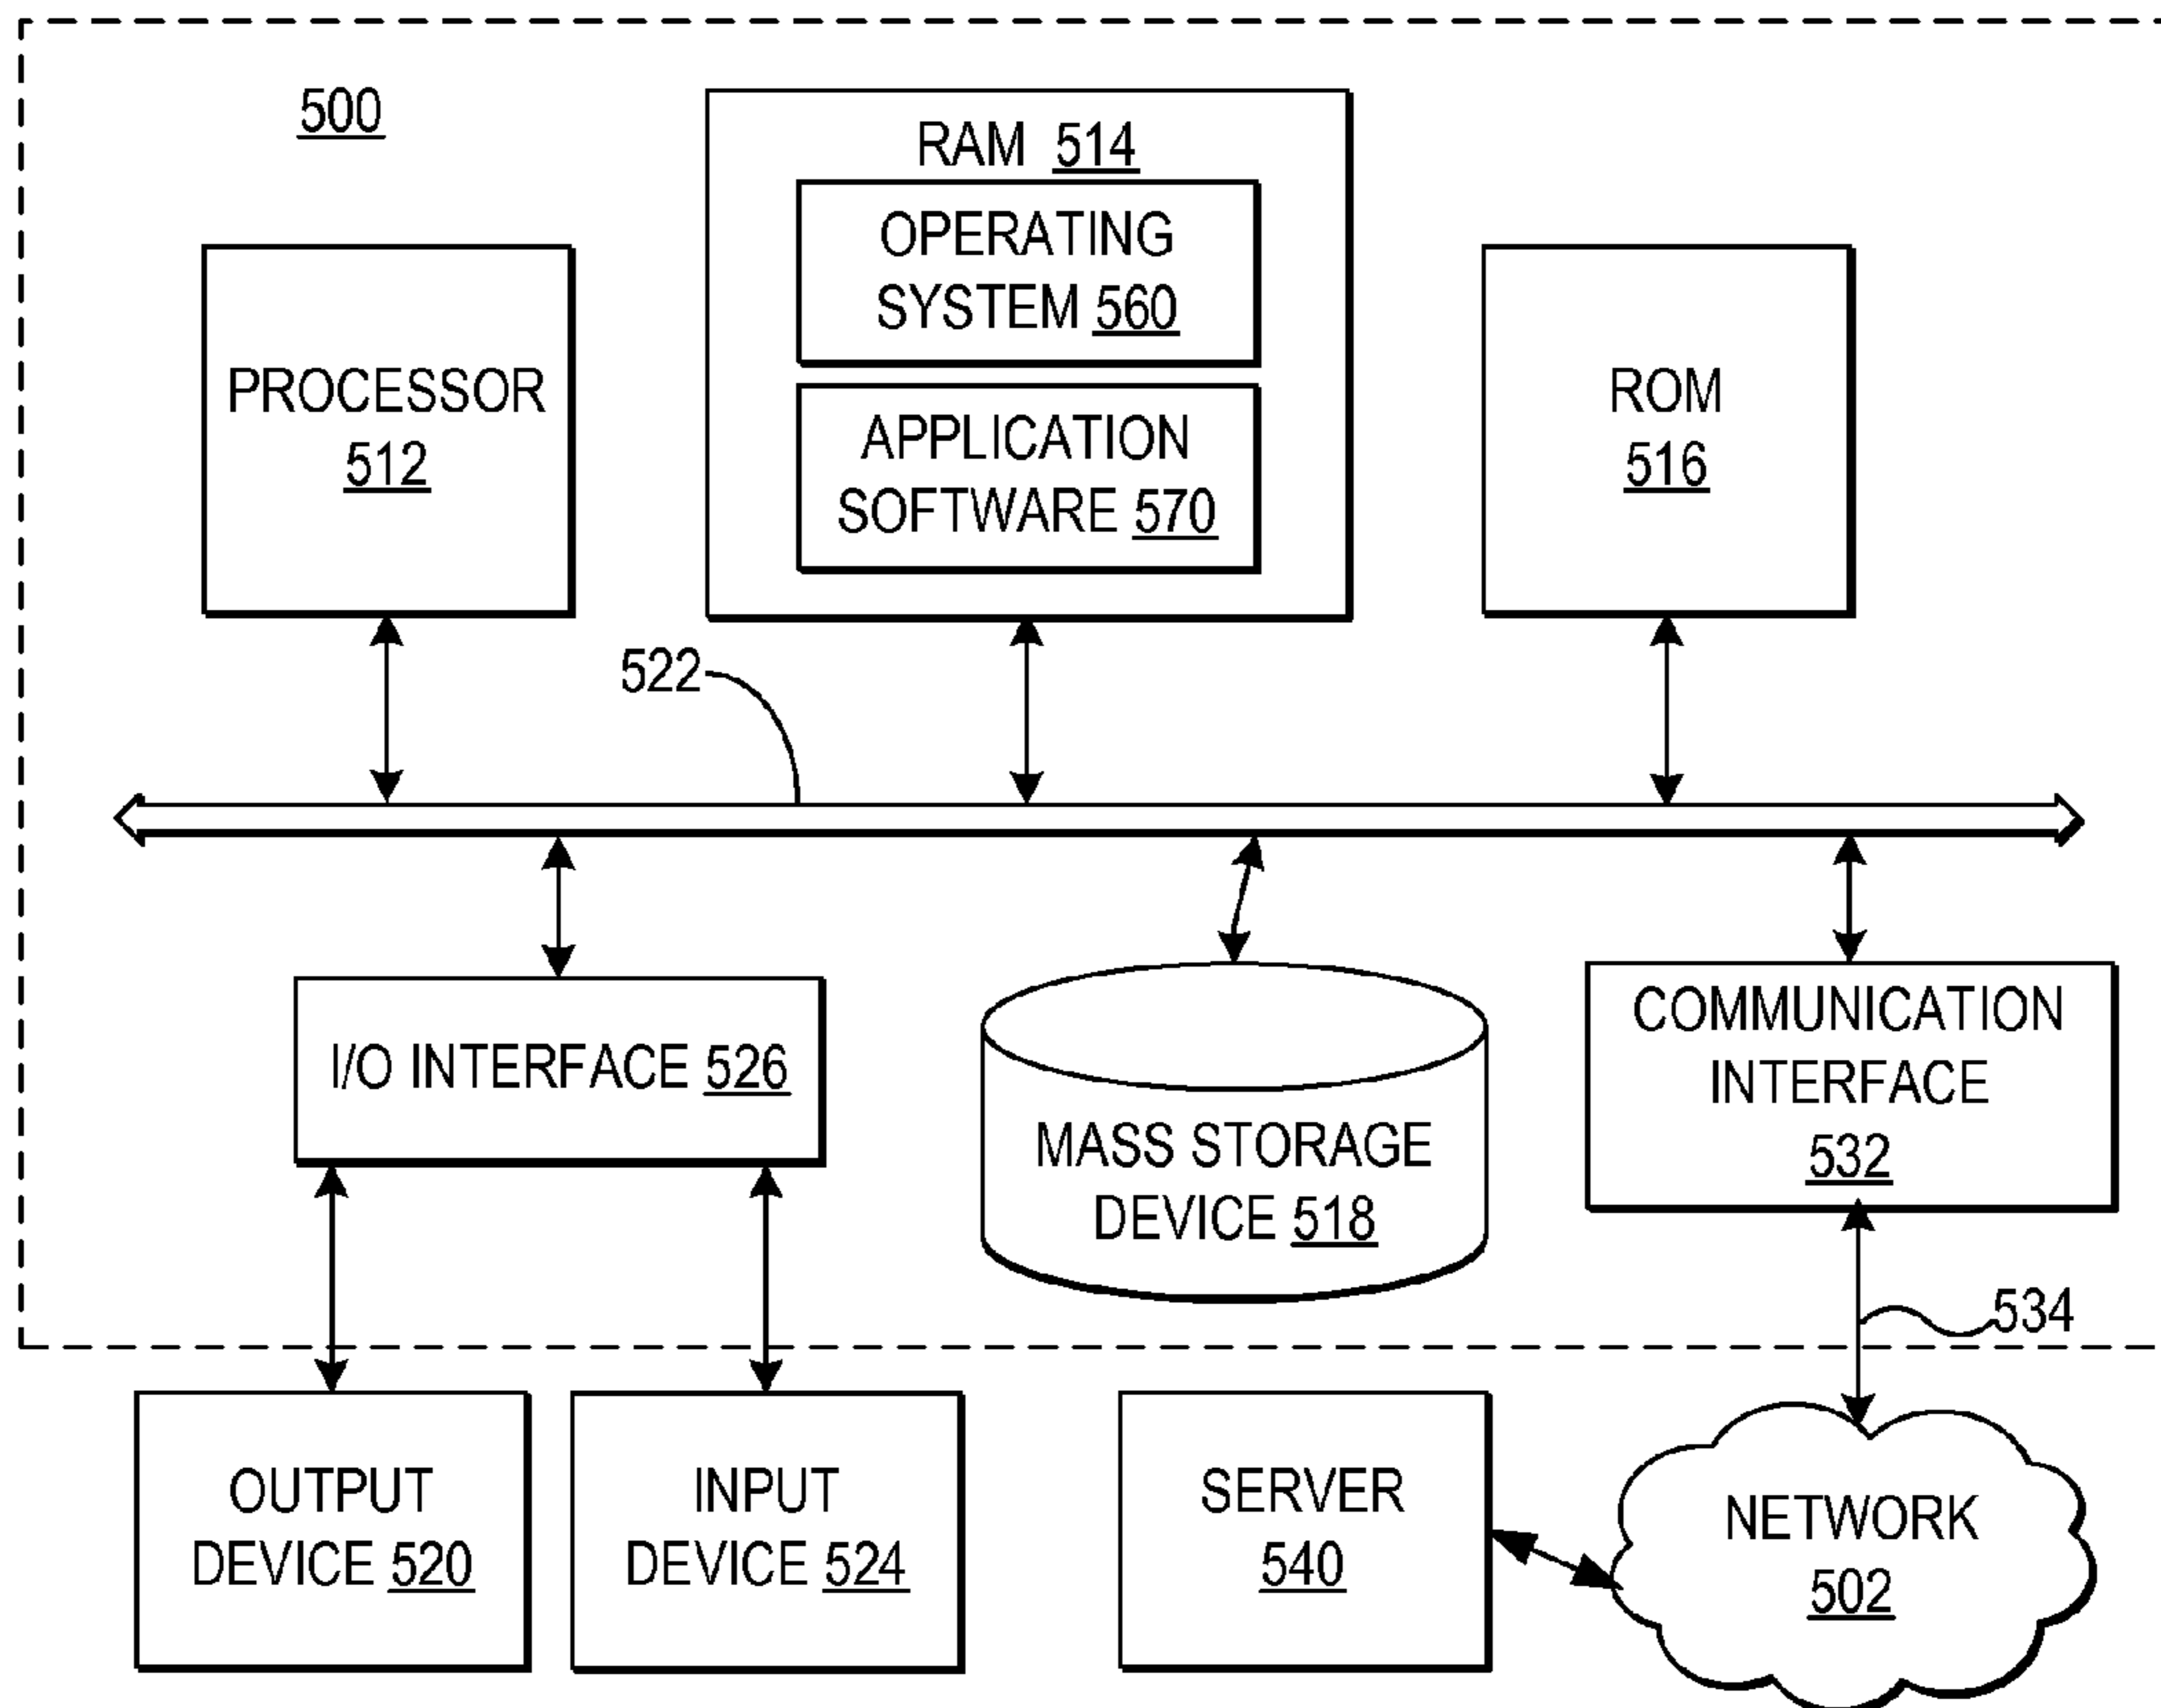 500
RAM 514
OPERATING
SYSTEM 560
APPLICATION
SOFTWARE 570
PROCESSOR
512
ROM
516
522
I/O INTERFACE 526
MASS STORAGE
DEVICE 518
COMMUNICATION
INTERFACE
532
534
OUTPUT
DEVICE 520
INPUT
DEVICE 524
SERVER
540
NETWORK
502